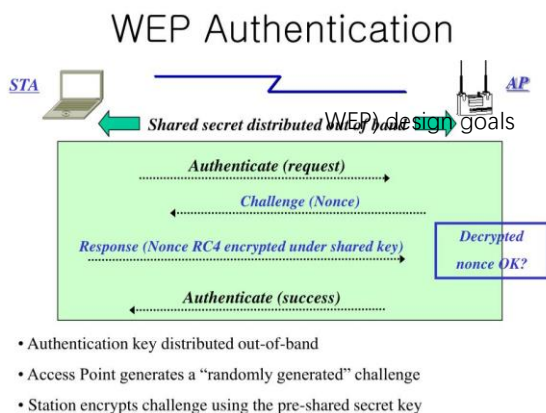 WEP Authentication
STA
AP
Shared secret distributed out of band
WEP) design goals
Authenticate (request)
Challenge (Nonce)
Response (Nonce RC4 encrypted under shared key)
Decrypted
nonce OK?
Authenticate (success)
• Authentication key distributed out-of-band
• Access Point generates a “randomly generated” challenge
• Station encrypts challenge using the pre-shared secret key